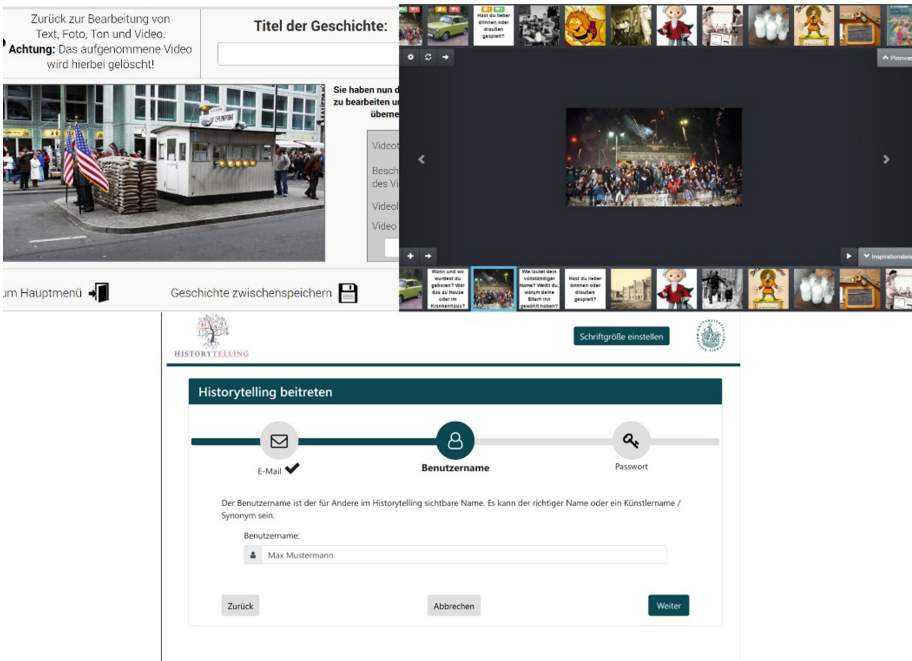 Zurück zur Bearbeitung von
Text, Foto, Ton und Video.
Achtung: Das aufgenommene Video
wird hierbei gelöscht!
Titel der Geschichte:
Sie haben nun d
zu bearbeiten u
überne
Videot
Besch
des Vi
Videol
Video
um Hauptmenü
Geschichte zwischenspeichern
Hast du lieber
drinnen oder
draußen
gespielt?
Pinnwan
Inspirationsele
Wann und wo
wurdest du
geboren? War
das zu Hause
oder im
Krankenhaus?
Wie lautet dein
vollständiger
Name? Weißt du,
warum deine
Eltern ihn
gewählt haben?
Hast du lieber
drinnen oder
draußen
gespielt?
HISTORYTELLING
Schriftgröße einstellen
Historytelling beitreten
E-Mail
Benutzername
Passwort
Der Benutzername ist der für Andere im Historytelling sichtbare Name. Es kann der richtiger Name oder ein Künstlername /
Synonym sein.
Benutzername:
Max Mustermann
Zurück
Abbrechen
Weiter